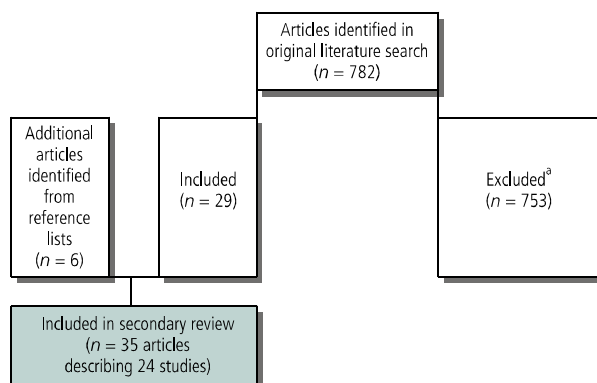 Articles identified in
original literature search
(n = 782)
Additional
articles
identified
from
reference
lists
(n = 6)
Included
(n = 29)
Excludedᵃ
(n = 753)
Included in secondary review
(n = 35 articles
describing 24 studies)